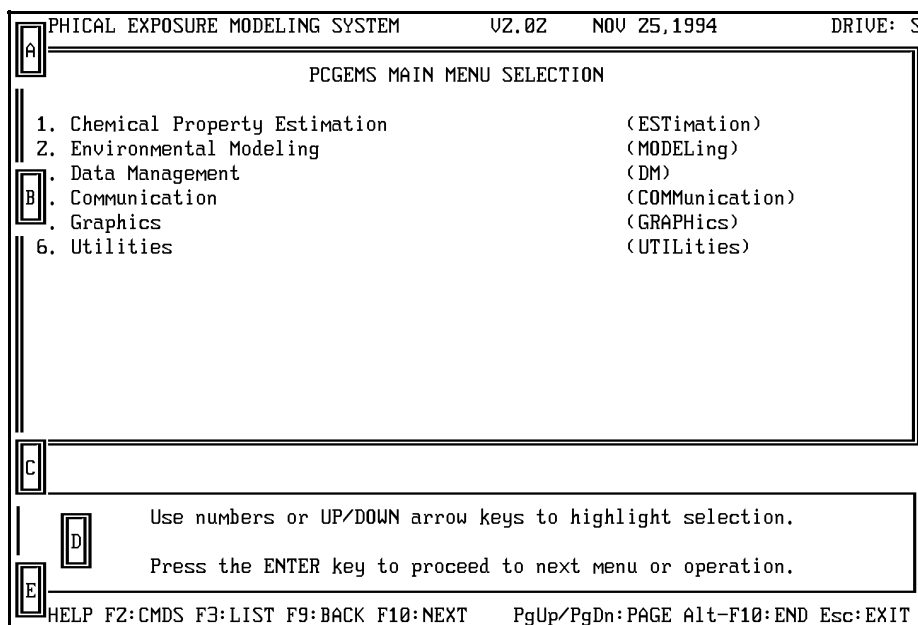 PHICAL EXPOSURE MODELING SYSTEM V2.02 NOV 25,1994 DRIVE: S
A
PCGEMS MAIN MENU SELECTION
1. Chemical Property Estimation (ESTimation)
2. Environmental Modeling (MODELing)
. Data Management (DM)
B . Communication (COMMunication)
. Graphics (GRAPHics)
6. Utilities (UTILities)
C
Use numbers or UP/DOWN arrow keys to highlight selection.
D
Press the ENTER key to proceed to next menu or operation.
E
HELP F2:CMDS F3:LIST F9:BACK F10:NEXT PgUp/PgDn:PAGE Alt-F10:END Esc:EXIT